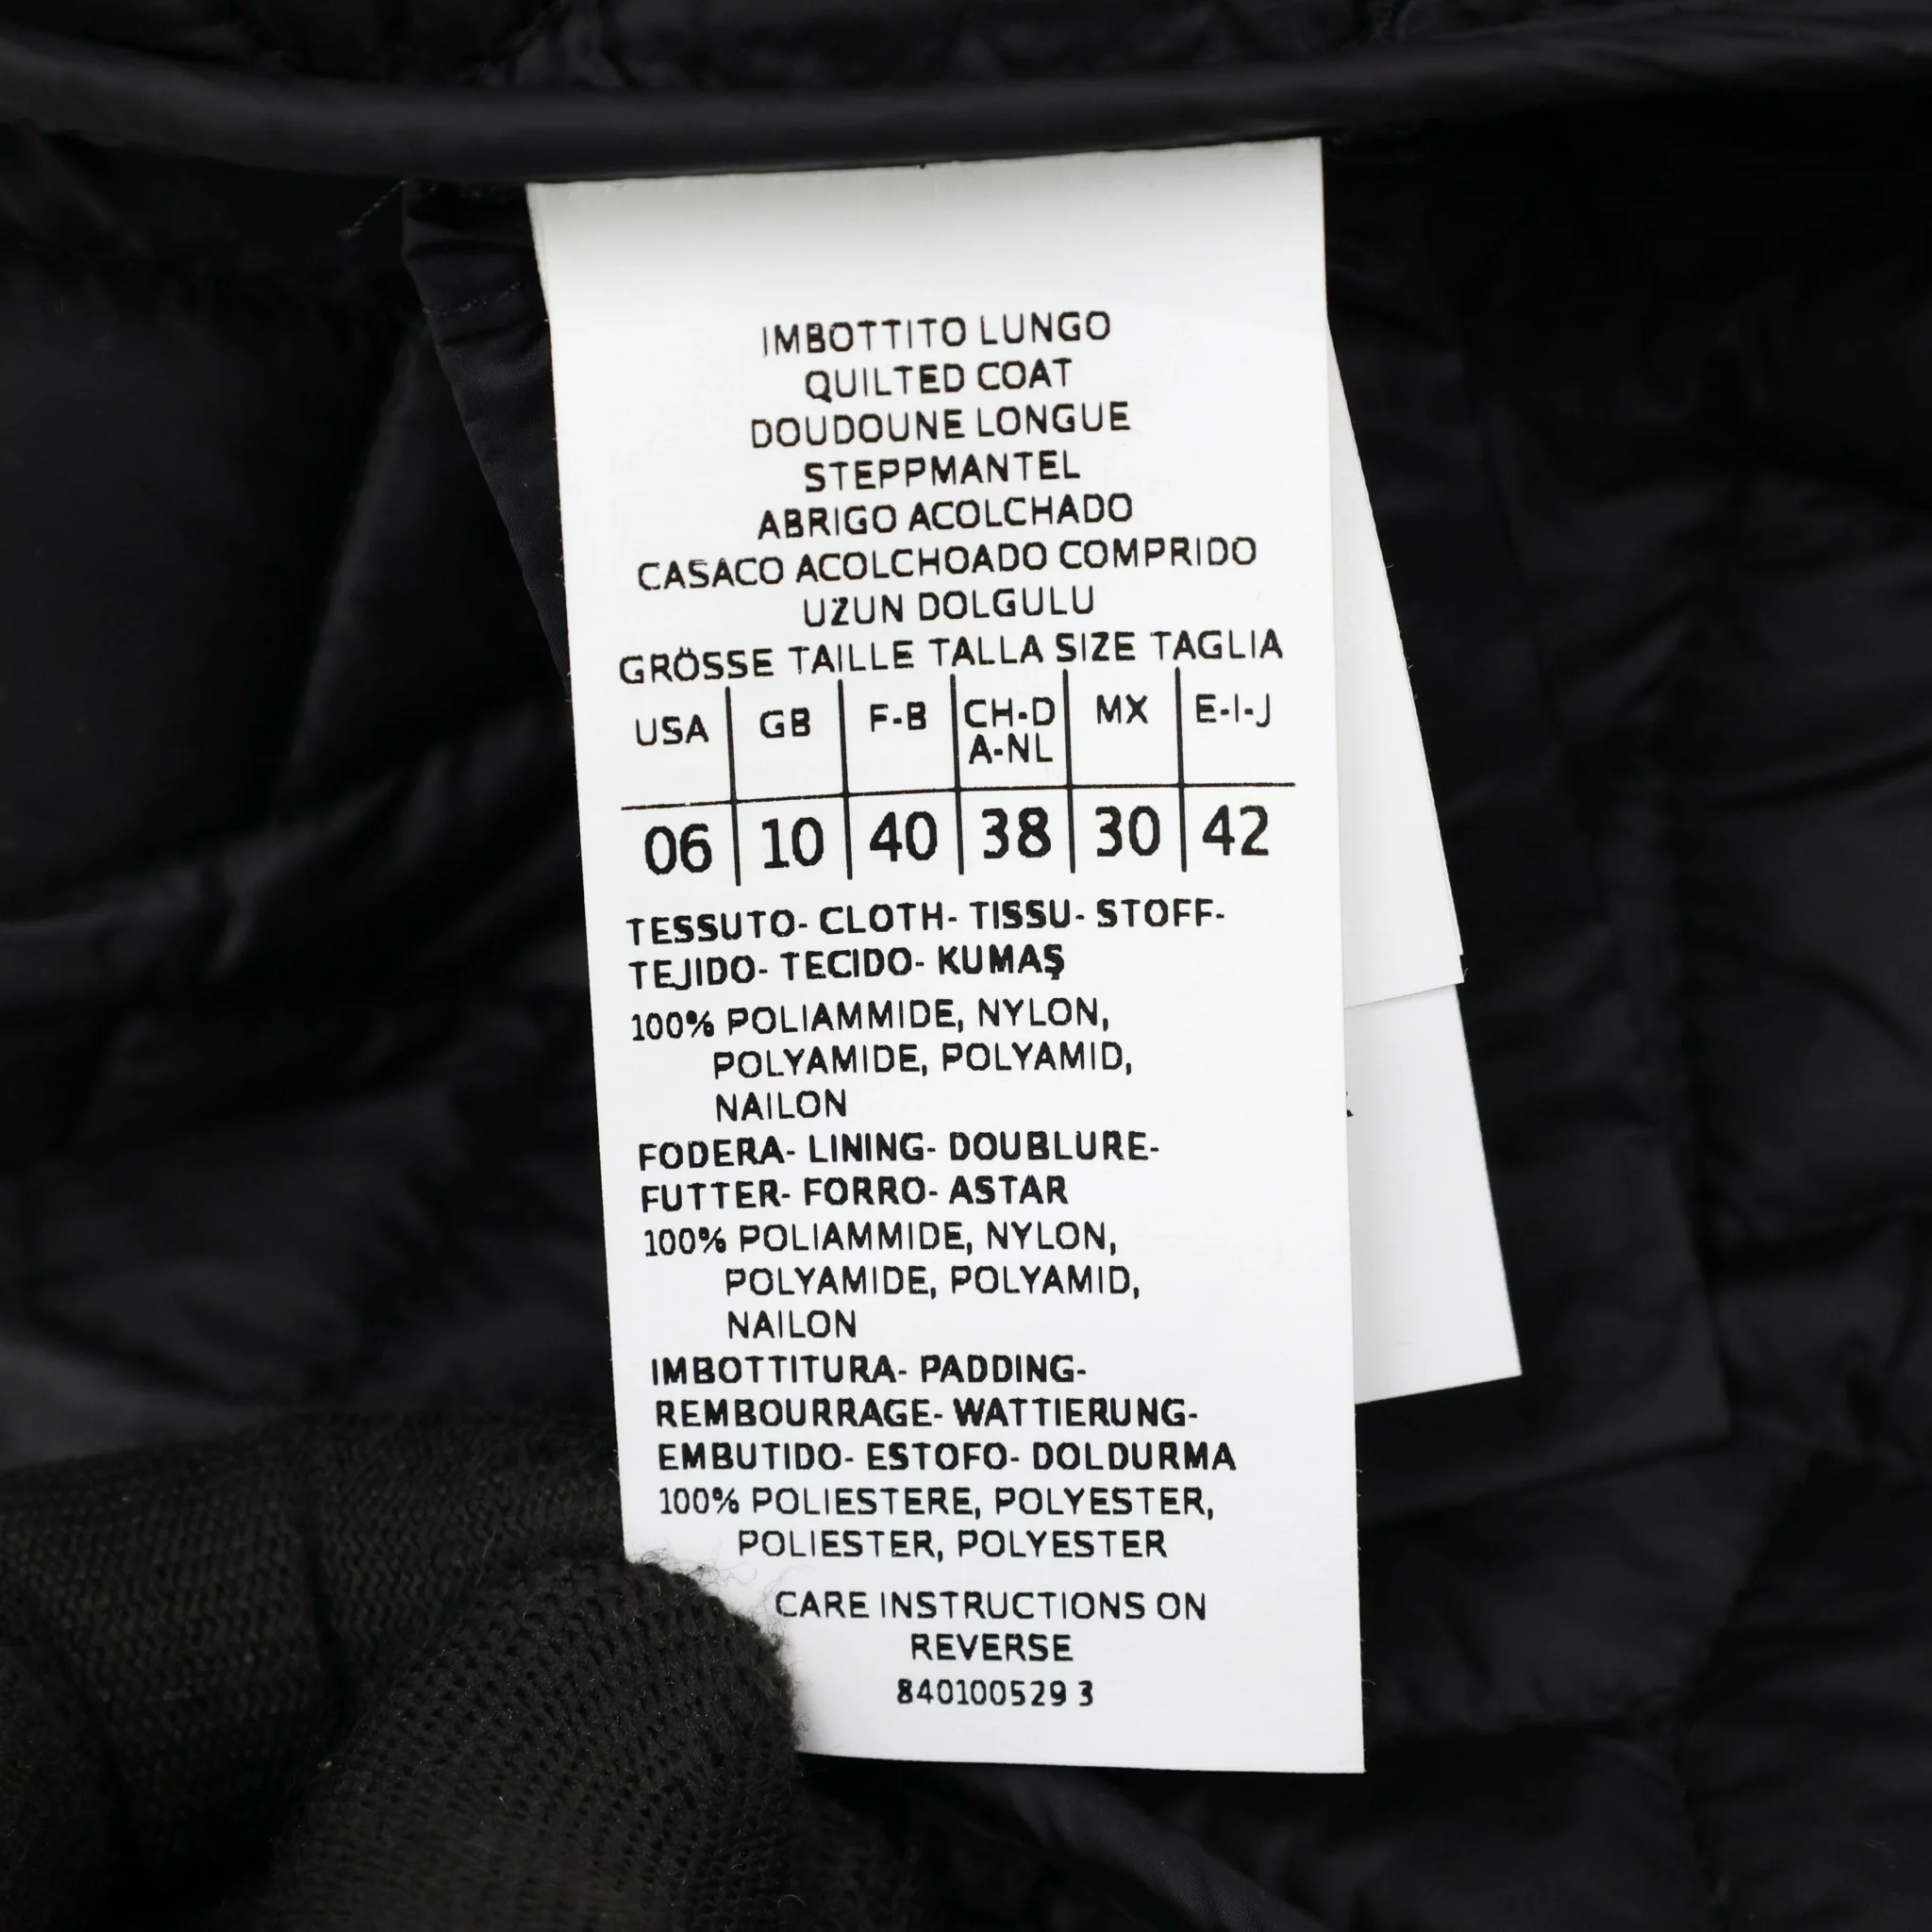 IMBOTTITO LUNGO
QUILTED COAT
DOUDOUNE LONGUE
STEPPMANTEL
ABRIGO ACOLCHADO
CASACO ACOLCHOADO COMPRIDO
UZUN DOLGULU
GRÖSSE TAILLE TALLA SIZE TAGLIA
USA GB F-B CH-D A-NL MX E-I-J
06 10 40 38 30 42
TESSUTO- CLOTH- TISSU- STOFF-
TEJIDO- TECIDO- KUMAŞ
100% POLIAMMIDE, NYLON,
POLYAMIDE, POLYAMID,
NAILON
FODERA- LINING- DOUBLURE-
FUTTER- FORRO- ASTAR
100% POLIAMMIDE, NYLON,
POLYAMIDE, POLYAMID,
NAILON
IMBOTTITURA- PADDING-
REMBOURRAGE- WATTIERUNG-
EMBUTIDO- ESTOFO- DOLDURMA
100% POLIESTERE, POLYESTER,
POLIESTER, POLYESTER
CARE INSTRUCTIONS ON
REVERSE
840100529 3